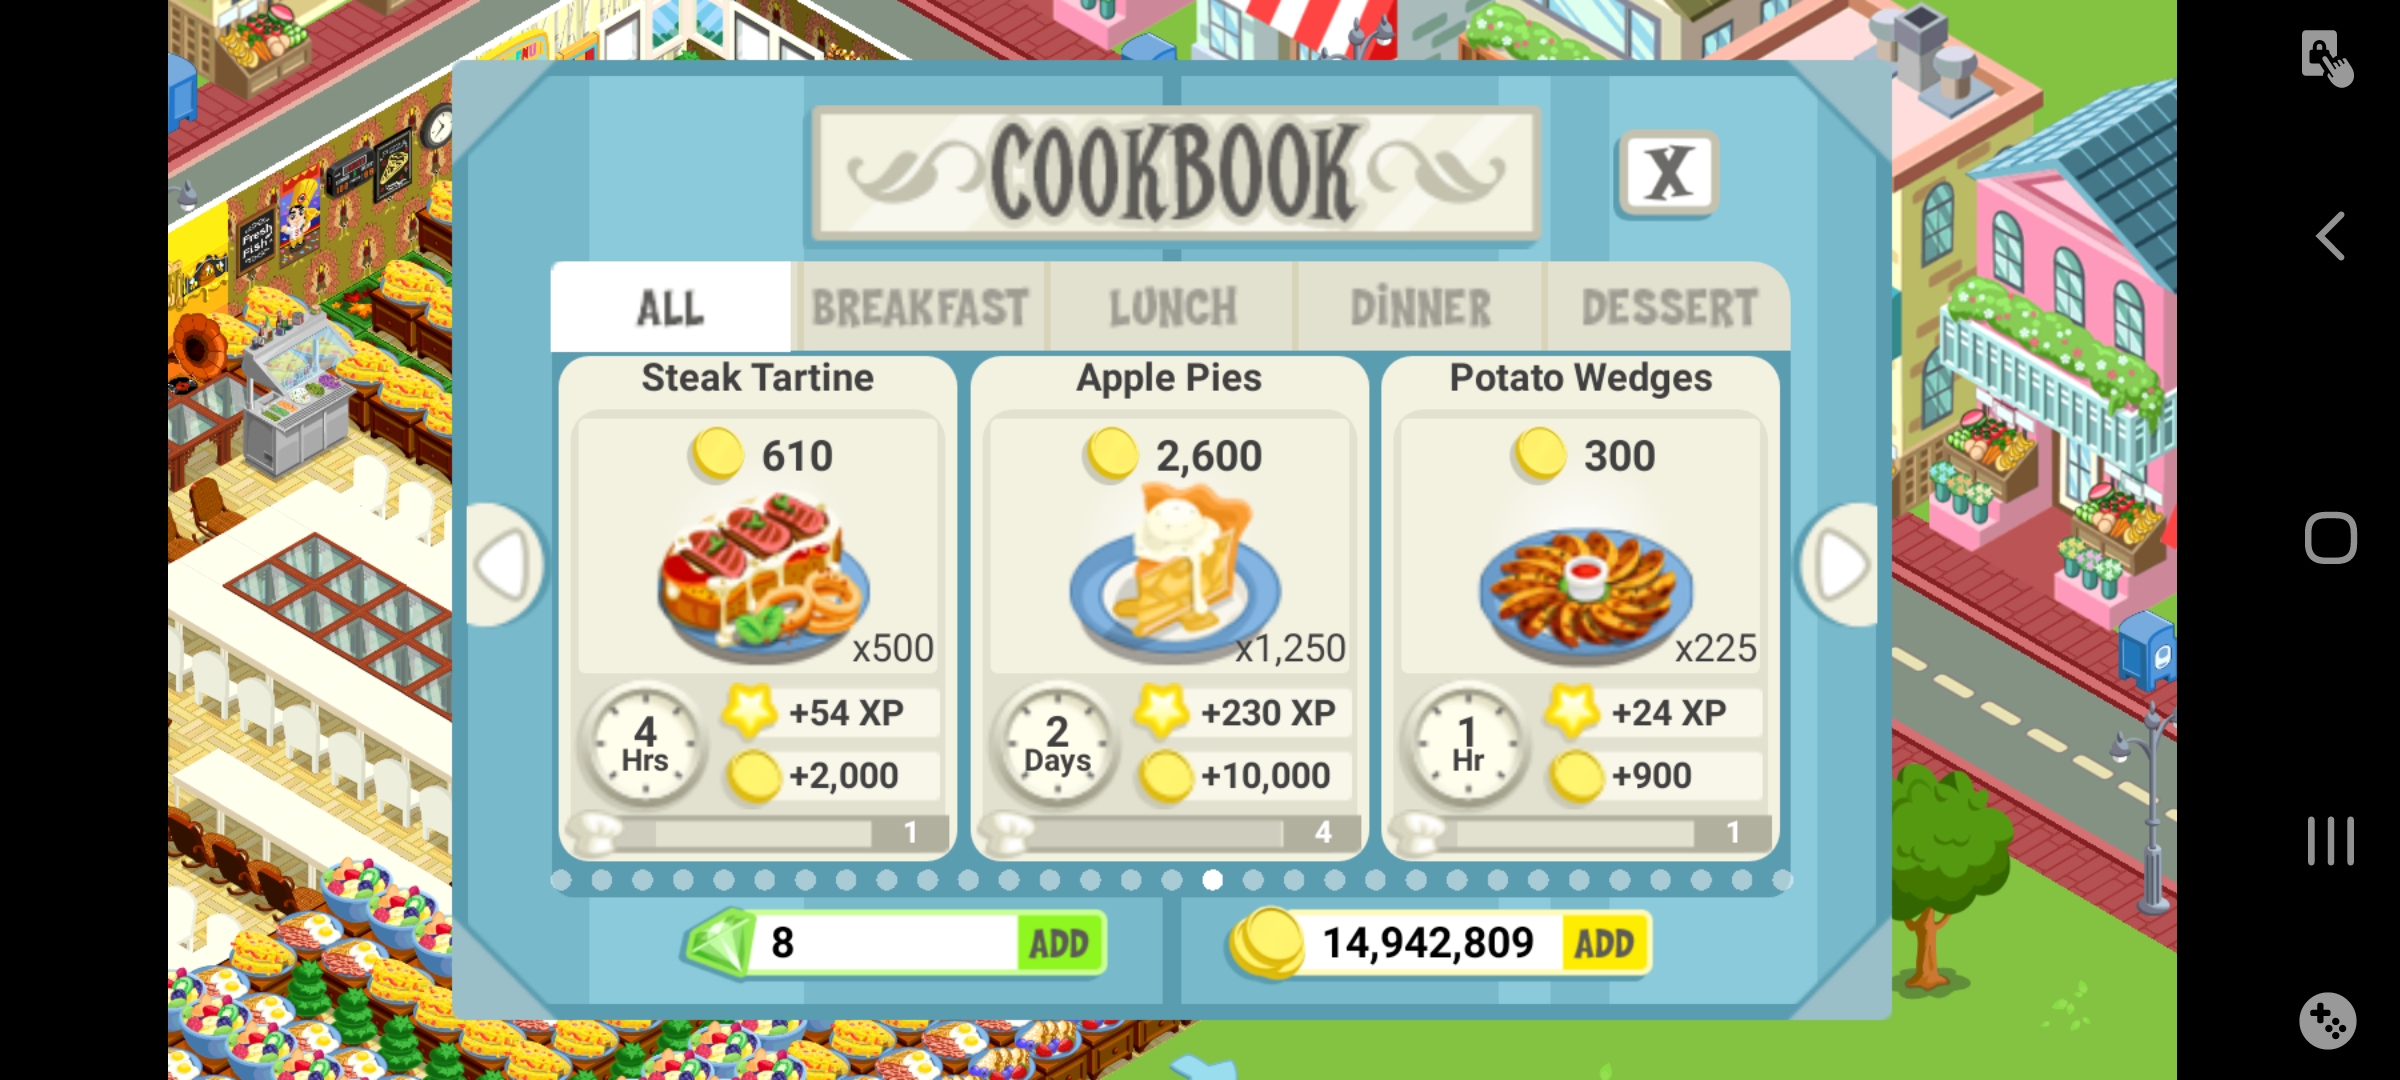 Fresh
Fish
COOKBOOK
X
ALL
BREAKFAST
LUNCH
DINNER
DESSERT
Steak Tartine
610
x500
4
Hrs
+54 XP
+2,000
1
Apple Pies
2,600
x1,250
2
Days
+230 XP
+10,000
4
Potato Wedges
300
x225
1
Hr
+24 XP
+900
1
8
ADD
14,942,809
ADD